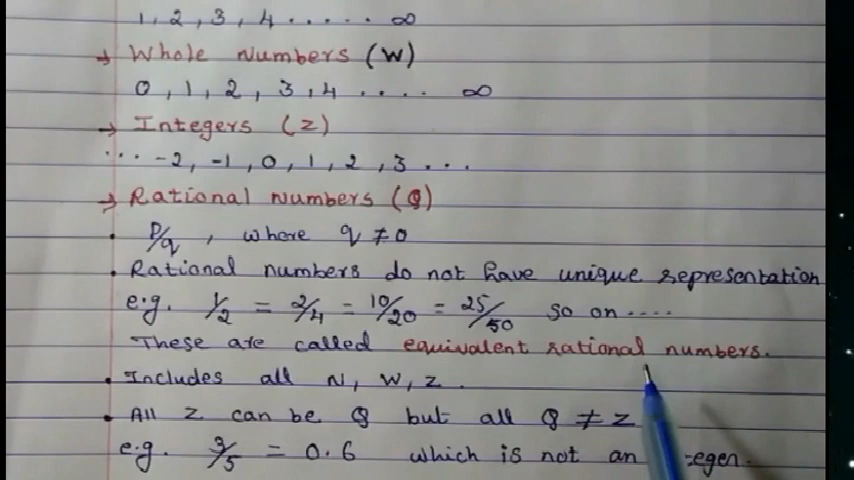 1, 2, 3, 4 ..... ∞
→ Whole Numbers (W)
0, 1, 2, 3, 4 .... ∞
→ Integers (Z)
... -2, -1, 0, 1, 2, 3 ...
→ Rational Numbers (Q)
• p/q, where q ≠ 0
• Rational numbers do not have unique representation
e.g. 1/2 = 2/4 = 10/20 = 25/50 so on ....
These are called equivalent rational numbers.
• Includes all N, W, Z.
• All Z can be Q but all Q ≠ Z
e.g. 3/5 = 0.6 which is not an